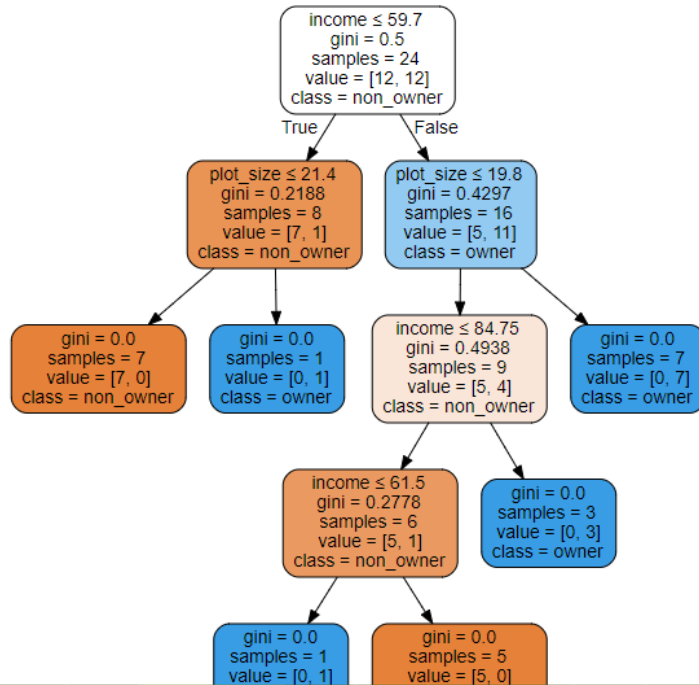 income ≤ 59.7
gini = 0.5
samples = 24
value = [12, 12]
class = non_owner
True
False
plot_size ≤ 21.4
gini = 0.2188
samples = 8
value = [7, 1]
class = non_owner
plot_size ≤ 19.8
gini = 0.4297
samples = 16
value = [5, 11]
class = owner
gini = 0.0
samples = 7
value = [7, 0]
class = non_owner
gini = 0.0
samples = 1
value = [0, 1]
class = owner
income ≤ 84.75
gini = 0.4938
samples = 9
value = [5, 4]
class = non_owner
gini = 0.0
samples = 7
value = [0, 7]
class = owner
income ≤ 61.5
gini = 0.2778
samples = 6
value = [5, 1]
class = non_owner
gini = 0.0
samples = 3
value = [0, 3]
class = owner
gini = 0.0
samples = 1
value = [0, 1]
gini = 0.0
samples = 5
value = [5, 0]